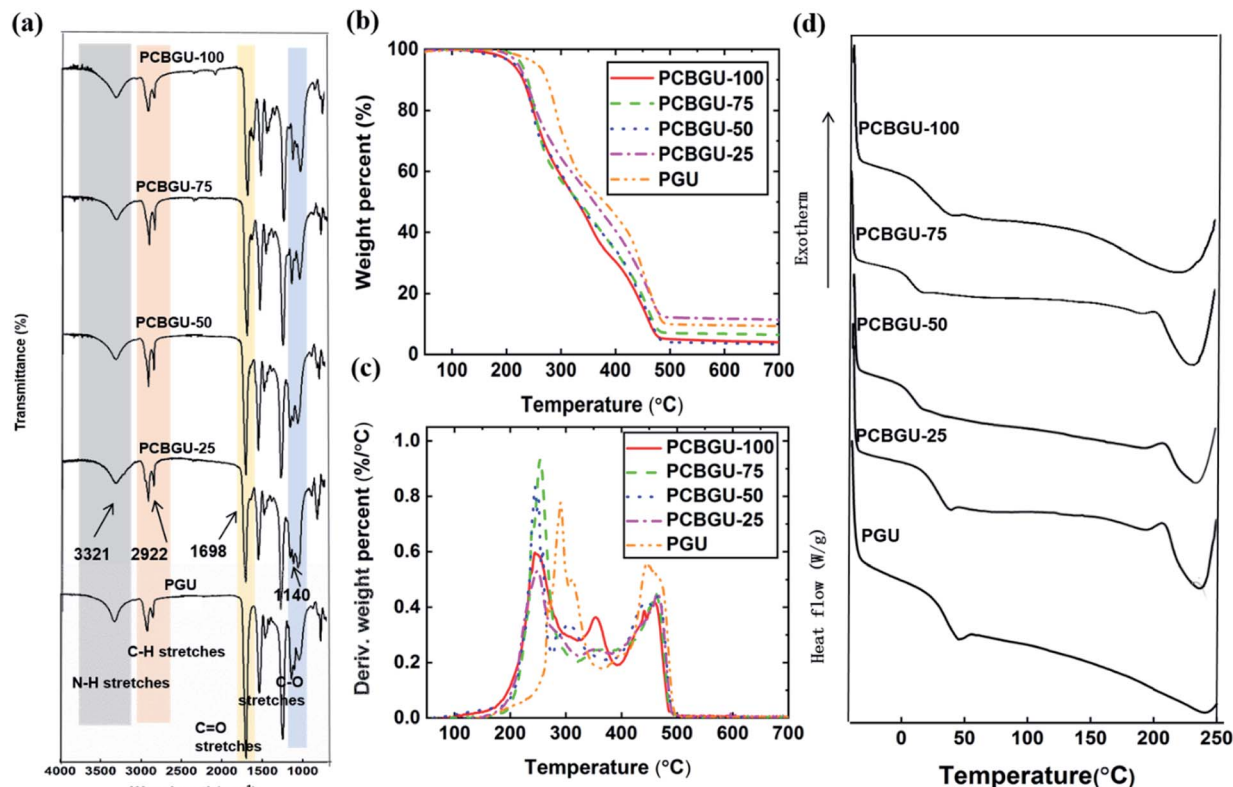 (a)
PCBGU-100
PCBGU-75
PCBGU-50
PCBGU-25
3321
2922
1698
1140
PGU
C-H stretches
N-H stretches
C-O
stretches
C=O
stretches
Transmittance (%)
4000
3500
3000
2500
2000
1500
1000
(b)
100
80
60
40
20
0
Weight percent (%)
PCBGU-100
PCBGU-75
PCBGU-50
PCBGU-25
PGU
100
200
300
400
500
600
700
Temperature (°C)
(c)
1.0
0.8
0.6
0.4
0.2
0.0
Deriv. weight percent (%/°C)
PCBGU-100
PCBGU-75
PCBGU-50
PCBGU-25
PGU
100
200
300
400
500
600
700
Temperature (°C)
(d)
PCBGU-100
PCBGU-75
PCBGU-50
PCBGU-25
PGU
Exotherm
Heat flow (W/g)
0
50
100
150
200
250
Temperature(°C)